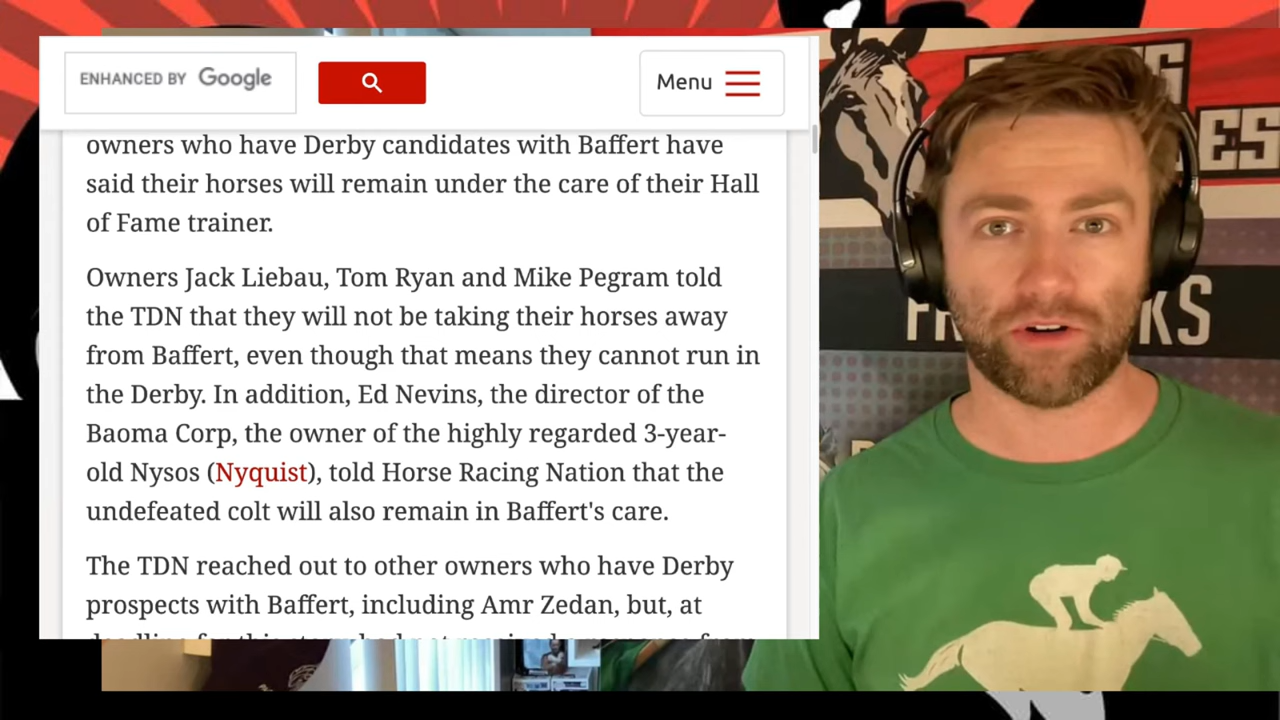 ENHANCED BY Google
Menu
owners who have Derby candidates with Baffert have
said their horses will remain under the care of their Hall
of Fame trainer.
Owners Jack Liebau, Tom Ryan and Mike Pegram told
the TDN that they will not be taking their horses away
from Baffert, even though that means they cannot run in
the Derby. In addition, Ed Nevins, the director of the
Baoma Corp, the owner of the highly regarded 3-year-
old Nysos (Nyquist), told Horse Racing Nation that the
undefeated colt will also remain in Baffert's care.
The TDN reached out to other owners who have Derby
prospects with Baffert, including Amr Zedan, but, at